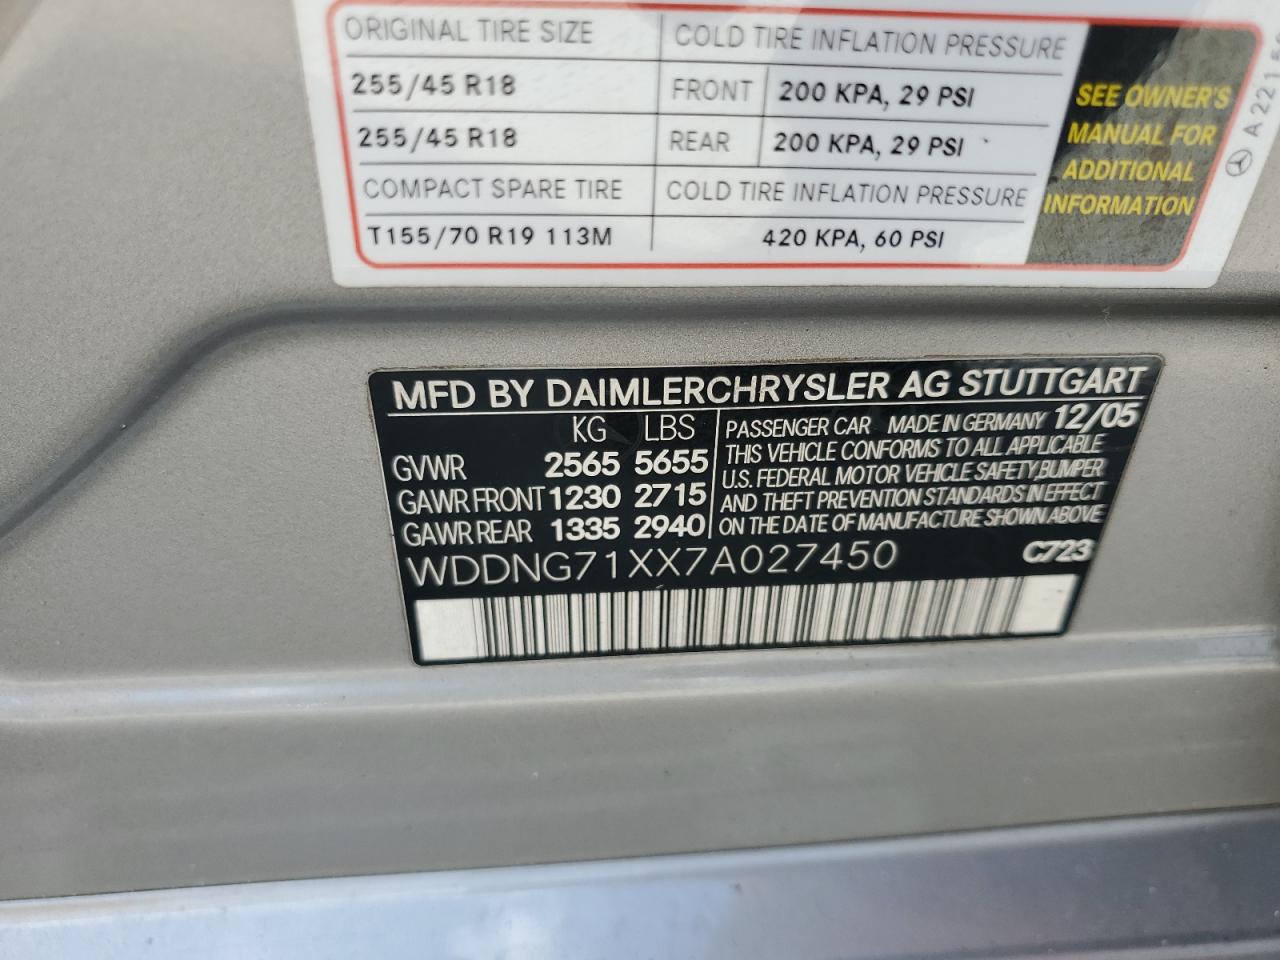 ORIGINAL TIRE SIZE COLD TIRE INFLATION PRESSURE
255/45 R18 FRONT 200 KPA, 29 PSI
255/45 R18 REAR 200 KPA, 29 PSI
COMPACT SPARE TIRE COLD TIRE INFLATION PRESSURE
T155/70 R19 113M 420 KPA, 60 PSI
SEE OWNER'S
MANUAL FOR
ADDITIONAL
INFORMATION
A 221 5
MFD BY DAIMLERCHRYSLER AG STUTTGART
KG LBS
GVWR 2565 5655
GAWR FRONT 1230 2715
GAWR REAR 1335 2940
PASSENGER CAR MADE IN GERMANY 12/05
THIS VEHICLE CONFORMS TO ALL APPLICABLE
U.S. FEDERAL MOTOR VEHICLE SAFETY, BUMPER
AND THEFT PREVENTION STANDARDS IN EFFECT
ON THE DATE OF MANUFACTURE SHOWN ABOVE
WDDNG71XX7A027450 C723